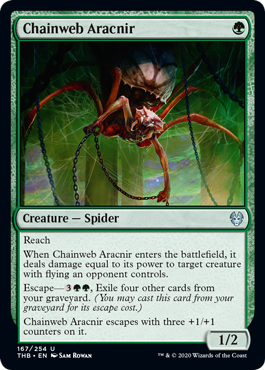 Chainweb Aracnir
Creature — Spider
Reach
When Chainweb Aracnir enters the battlefield, it
deals damage equal to its power to target creature
with flying an opponent controls.
Escape—3, Exile four other cards from
your graveyard. (You may cast this card from your
graveyard for its escape cost.)
Chainweb Aracnir escapes with three +1/+1
counters on it.
1/2
167/254 U
THB • EN Sam Rowan
™ & © 2020 Wizards of the Coast